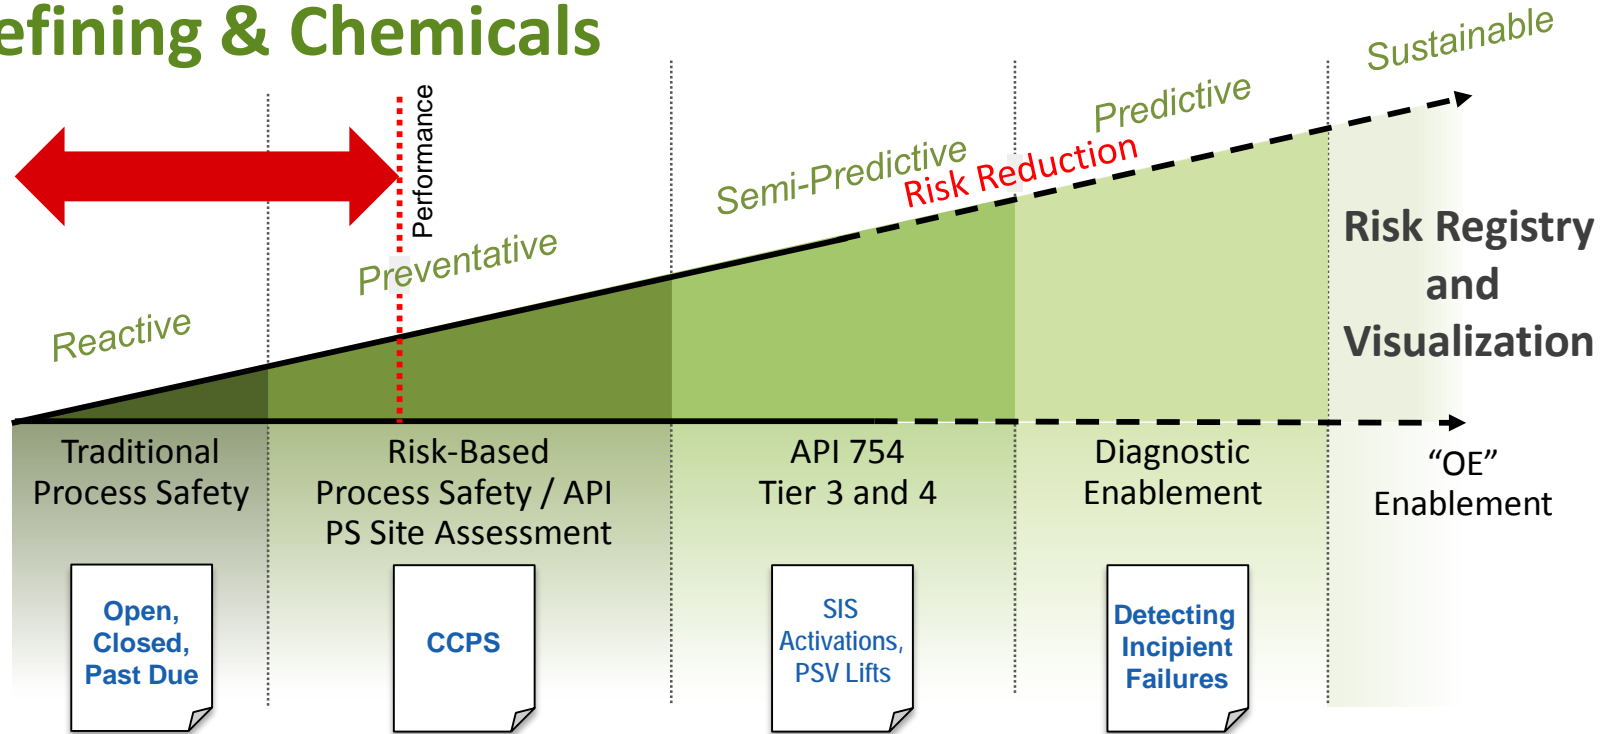 efining & Chemicals
Sustainable
Predictive
Semi-Predictive
Risk Reduction
Performance
Preventative
Reactive
Risk Registry
and
Visualization
Traditional
Process Safety
Risk-Based
Process Safety / API
PS Site Assessment
API 754
Tier 3 and 4
Diagnostic
Enablement
“OE”
Enablement
Open,
Closed,
Past Due
CCPS
SIS
Activations,
PSV Lifts
Detecting
Incipient
Failures